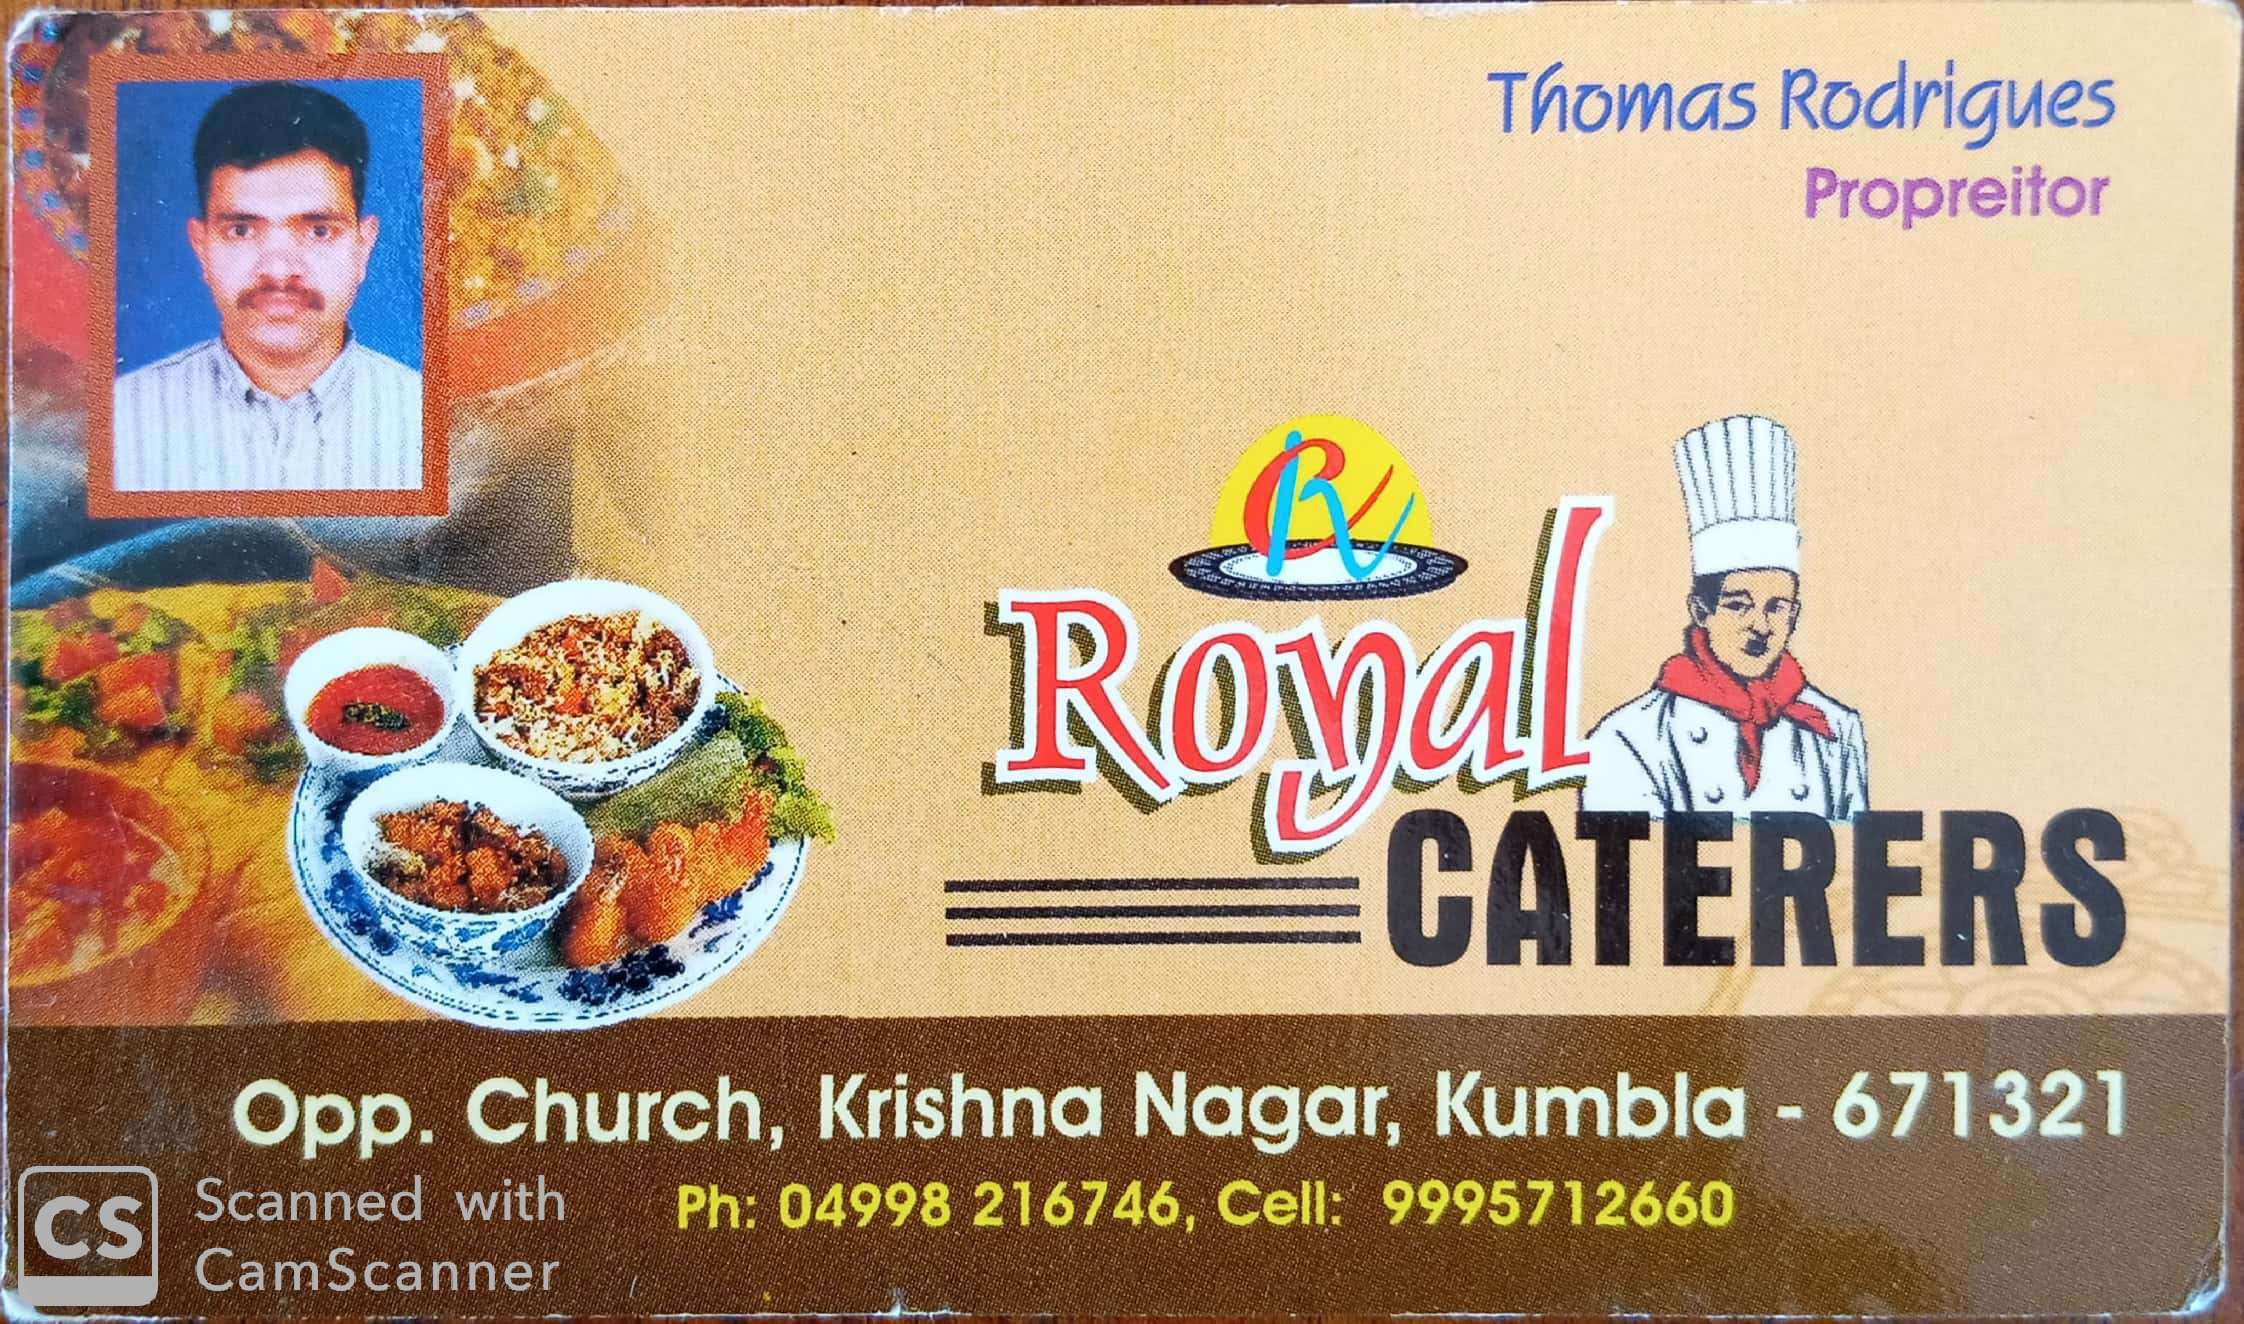 Thomas Rodrigues
Propreitor
R
Royal
CATERERS
Opp. Church, Krishna Nagar, Kumbla - 671321
Ph: 04998 216746, Cell: 9995712660
CS
Scanned with
CamScanner